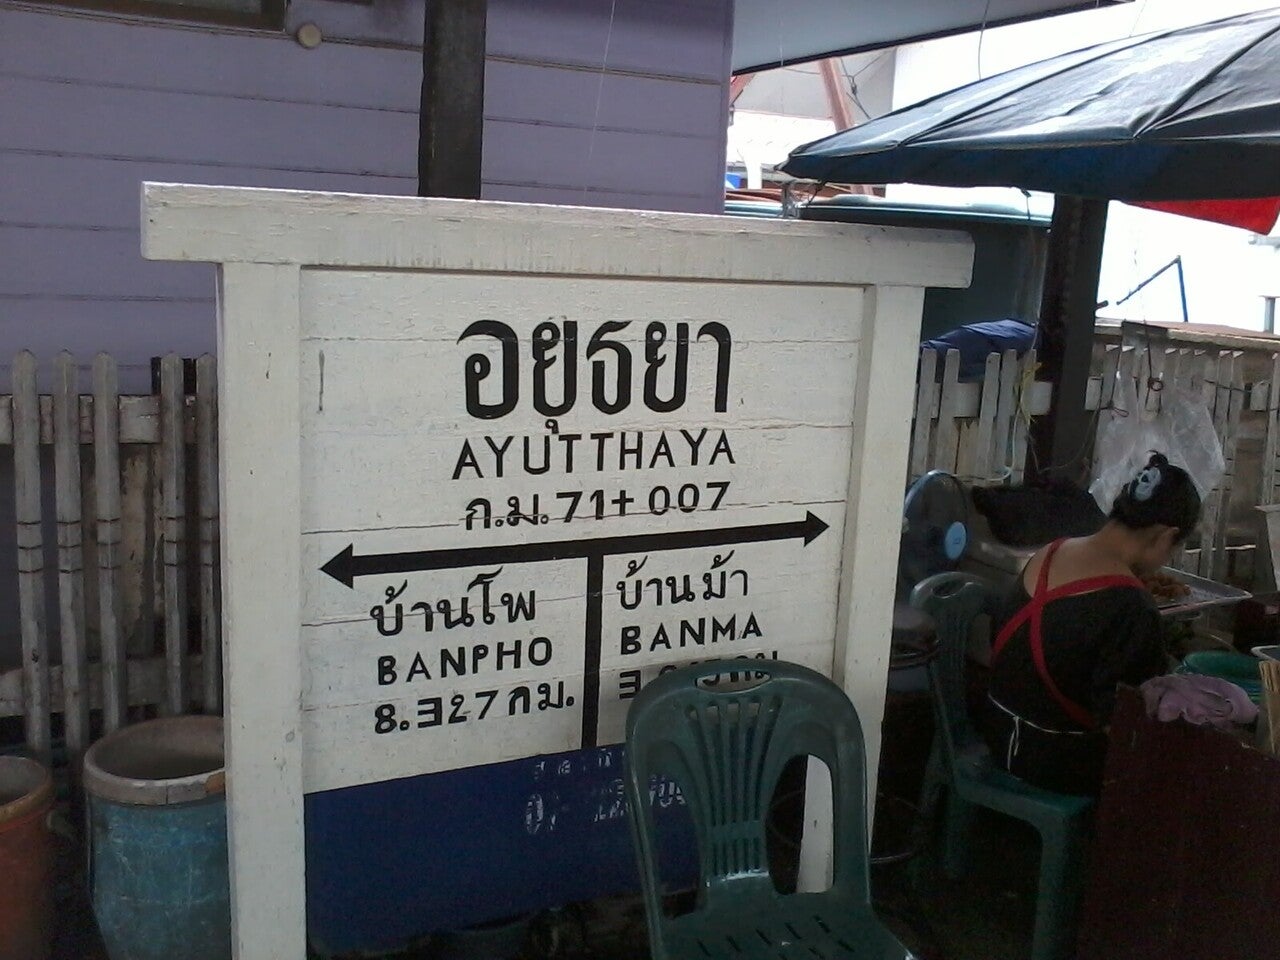 อยุธยา
AYUTTHAYA
ก.ม. 71+007
บ้านโพ
BANPHO
8.327 กม.
บ้านม้า
BANMA